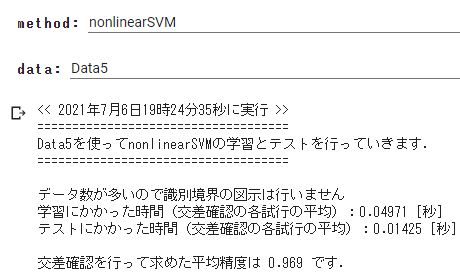 method: nonlinearSVM
data: Data5
<< 2021年7月6日19時24分35秒に実行 >>
====================================
Data5を使ってnonlinearSVMの学習とテストを行っていきます.
====================================
データ数が多いので識別境界の図示は行いません
学習にかかった時間（交差確認の各試行の平均）：0.04971 [秒]
テストにかかった時間（交差確認の各試行の平均）：0.01425 [秒]
交差確認を行って求めた平均精度は 0.969 です.